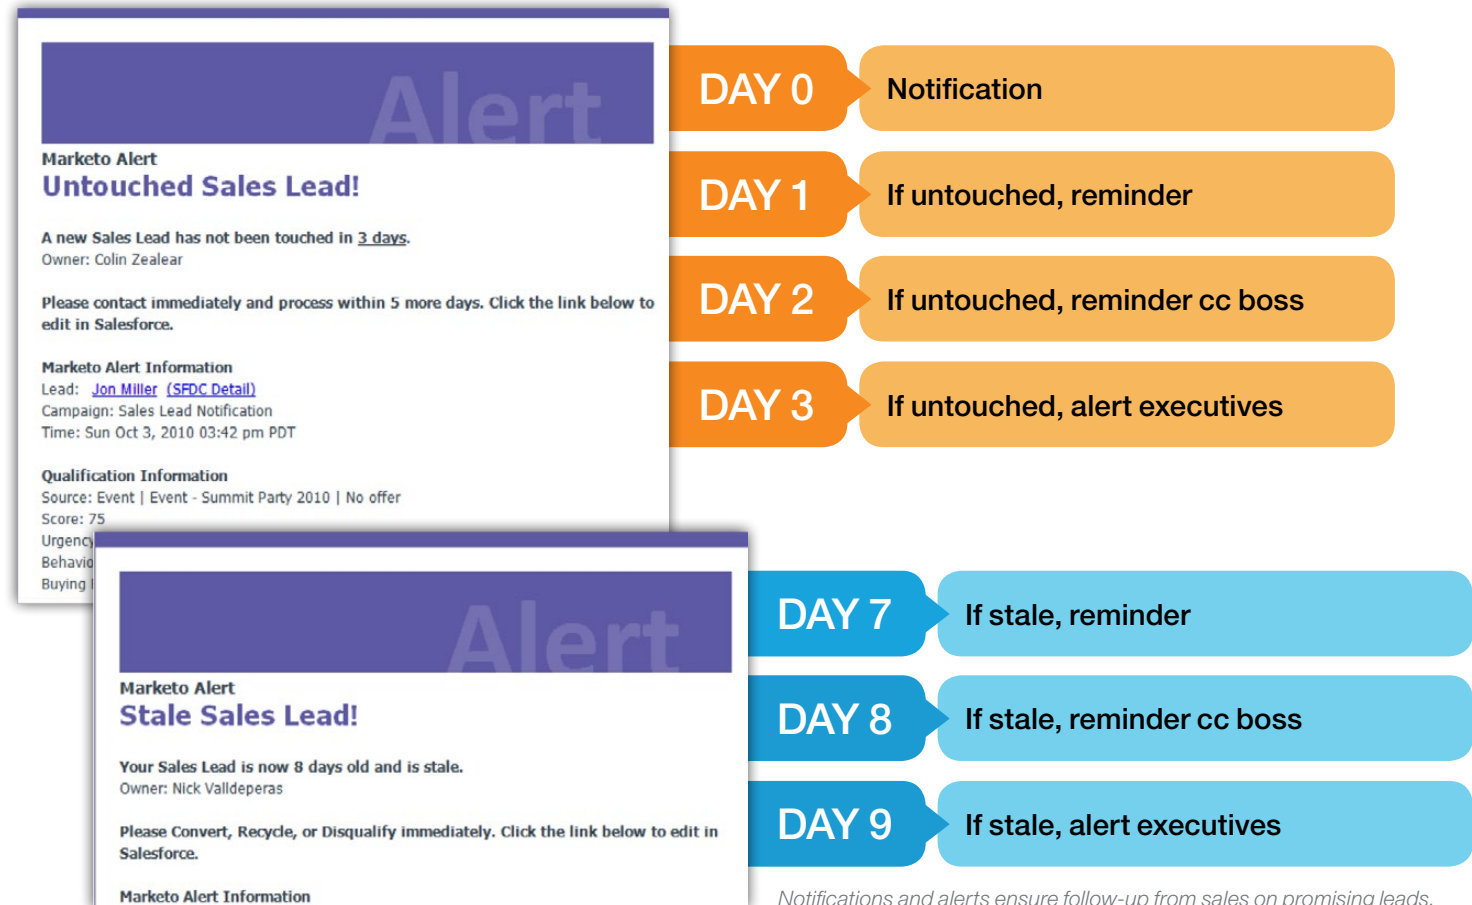 Alert
Marketo Alert
Untouched Sales Lead!
A new Sales Lead has not been touched in 3 days.
Owner: Colin Zealear
Please contact immediately and process within 5 more days. Click the link below to
edit in Salesforce.
Marketo Alert Information
Lead: Jon Miller (SFDC Detail)
Campaign: Sales Lead Notification
Time: Sun Oct 3, 2010 03:42 pm PDT
Qualification Information
Source: Event | Event - Summit Party 2010 | No offer
Score: 75
Urgency
Behavio
Buying
DAY 0 Notification
DAY 1 If untouched, reminder
DAY 2 If untouched, reminder cc boss
DAY 3 If untouched, alert executives
Alert
Marketo Alert
Stale Sales Lead!
Your Sales Lead is now 8 days old and is stale.
Owner: Nick Valldeperas
Please Convert, Recycle, or Disqualify immediately. Click the link below to edit in
Salesforce.
Marketo Alert Information
DAY 7 If stale, reminder
DAY 8 If stale, reminder cc boss
DAY 9 If stale, alert executives
Notifications and alerts ensure follow-up from sales on promising leads.